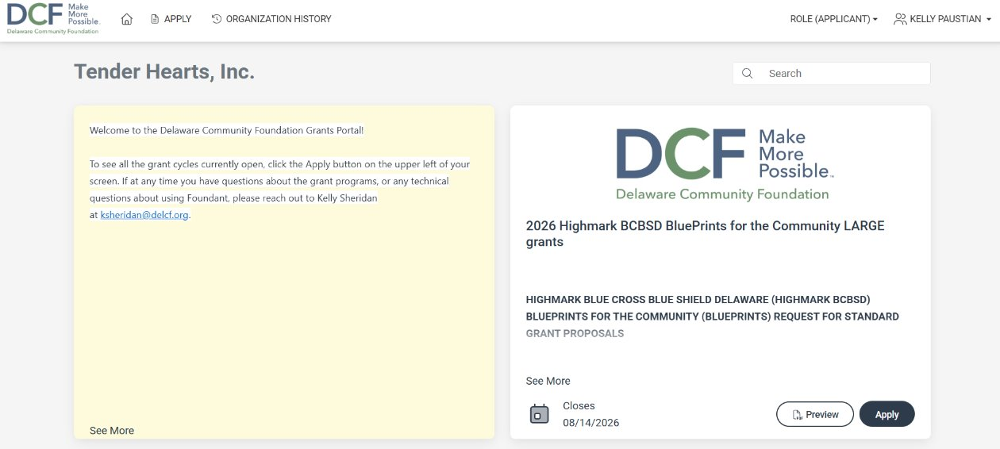 DCF Make
More
Possible.
Delaware Community Foundation
APPLY
ORGANIZATION HISTORY
ROLE (APPLICANT)
KELLY PAUSTIAN
Tender Hearts, Inc.
Search
Welcome to the Delaware Community Foundation Grants Portal!
To see all the grant cycles currently open, click the Apply button on the upper left of your
screen. If at any time you have questions about the grant programs, or any technical
questions about using Foundant, please reach out to Kelly Sheridan
at ksheridan@delcf.org.
See More
DCF Make
More
Possible.™
Delaware Community Foundation
2026 Highmark BCBSD BluePrints for the Community LARGE
grants
HIGHMARK BLUE CROSS BLUE SHIELD DELAWARE (HIGHMARK BCBSD)
BLUEPRINTS FOR THE COMMUNITY (BLUEPRINTS) REQUEST FOR STANDARD
GRANT PROPOSALS
See More
Closes
08/14/2026
Preview
Apply